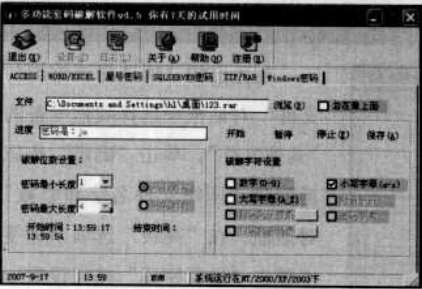 多功能密码破解软件v4.5 你有1天的试用时间
退出(Q) 关于(A) 帮助(O) 注册(E)
ACCESS WORD/EXCEL 星号密码 SQLSERVER密码 ZIP/RAR Windows密码
文件 C:\Documents and Settings\hl\桌面\123.rar 浏览 总在最上面
进度 密码是:ju 开始 暂停 停止 保存(A)
破解位数设置: 破解字符设置
密码最小长度 1 数字(0-9) 小写字母(a-z)
密码最大长度 4 大写字母(A_Z)
开始时间:13:59:17 结束时间:
13:59:54
2007-9-17 13:59 系统运行在NT/2000/XP/2003下